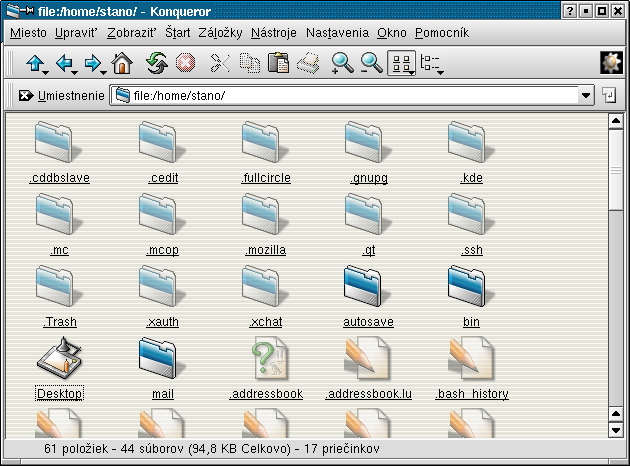 file:/home/stano/ - Konqueror
Miesto Upraviť Zobraziť Štart Záložky Nástroje Nastavenia Okno Pomocník
Umiestnenie file:/home/stano/
.cddbslave .cedit .fullcircle .gnupg .kde
.mc .mcop .mozilla .qt .ssh
.Trash .xauth .xchat autosave bin
Desktop mail .addressbook .addressbook.lu .bash_history
61 položiek - 44 súborov (94,8 KB Celkovo) - 17 priečinkov